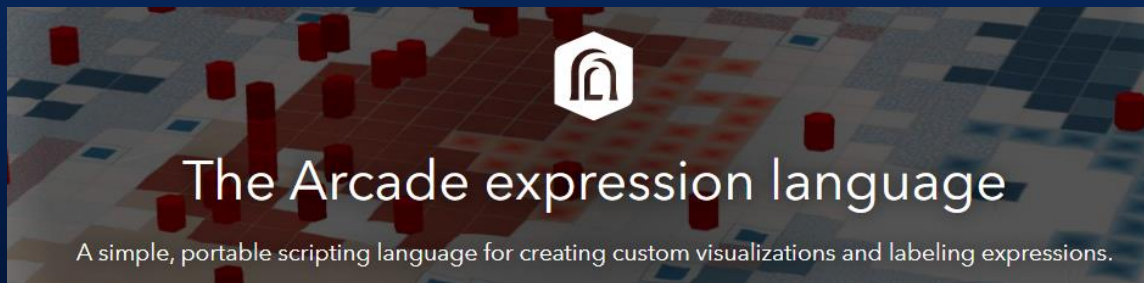 The Arcade expression language
A simple, portable scripting language for creating custom visualizations and labeling expressions.